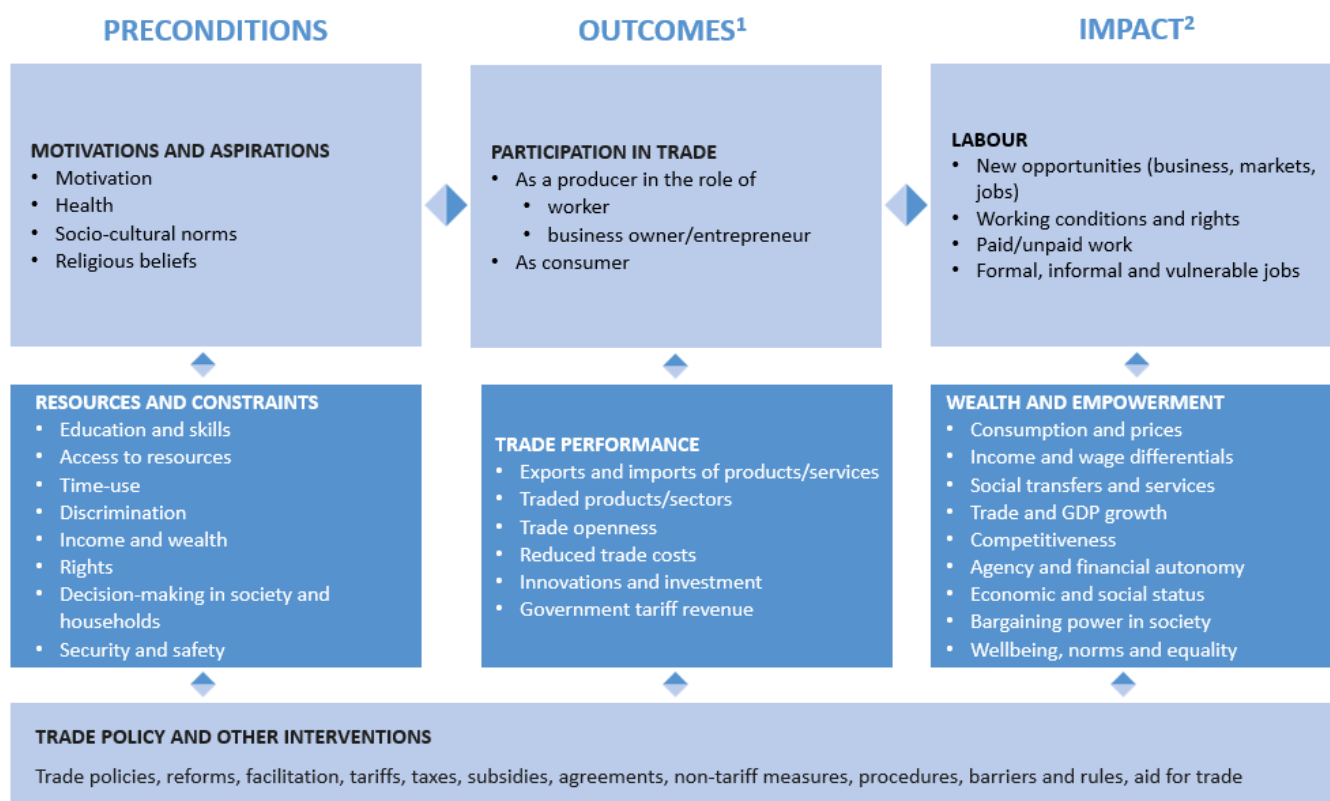 PRECONDITIONS
OUTCOMES¹
IMPACT²
MOTIVATIONS AND ASPIRATIONS
• Motivation
• Health
• Socio-cultural norms
• Religious beliefs
PARTICIPATION IN TRADE
• As a producer in the role of
• worker
• business owner/entrepreneur
• As consumer
LABOUR
• New opportunities (business, markets,
jobs)
• Working conditions and rights
• Paid/unpaid work
• Formal, informal and vulnerable jobs
RESOURCES AND CONSTRAINTS
• Education and skills
• Access to resources
• Time-use
• Discrimination
• Income and wealth
• Rights
• Decision-making in society and
households
• Security and safety
TRADE PERFORMANCE
• Exports and imports of products/services
• Traded products/sectors
• Trade openness
• Reduced trade costs
• Innovations and investment
• Government tariff revenue
WEALTH AND EMPOWERMENT
• Consumption and prices
• Income and wage differentials
• Social transfers and services
• Trade and GDP growth
• Competitiveness
• Agency and financial autonomy
• Economic and social status
• Bargaining power in society
• Wellbeing, norms and equality
TRADE POLICY AND OTHER INTERVENTIONS
Trade policies, reforms, facilitation, tariffs, taxes, subsidies, agreements, non-tariff measures, procedures, barriers and rules, aid for trade